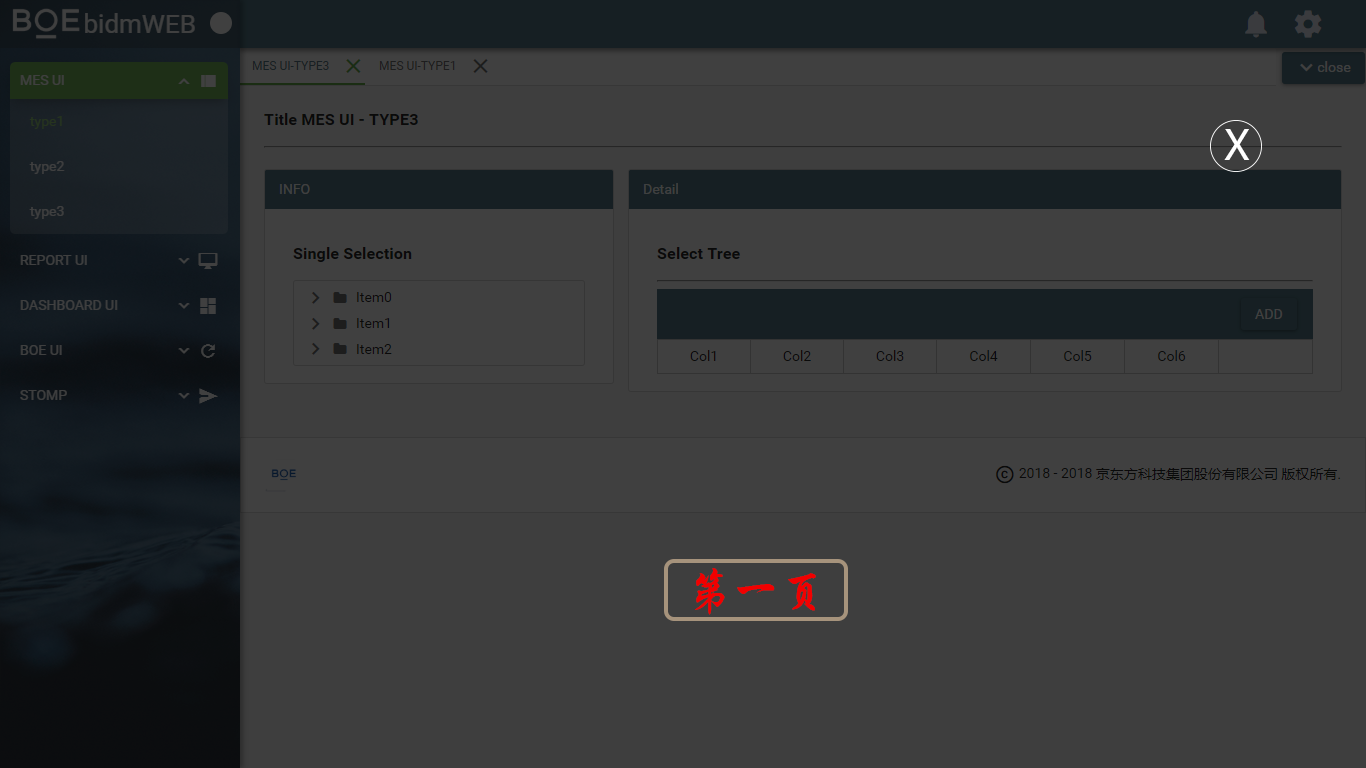 BOE bidmWEB
MES UI
type1
type2
type3
REPORT UI
DASHBOARD UI
BOE UI
STOMP
MES UI-TYPE3
MES UI-TYPE1
close
Title MES UI - TYPE3
X
INFO
Single Selection
Item0
Item1
Item2
Detail
Select Tree
ADD
Col1 Col2 Col3 Col4 Col5 Col6
BOE
© 2018 - 2018 京东方科技集团股份有限公司 版权所有.
第一頁